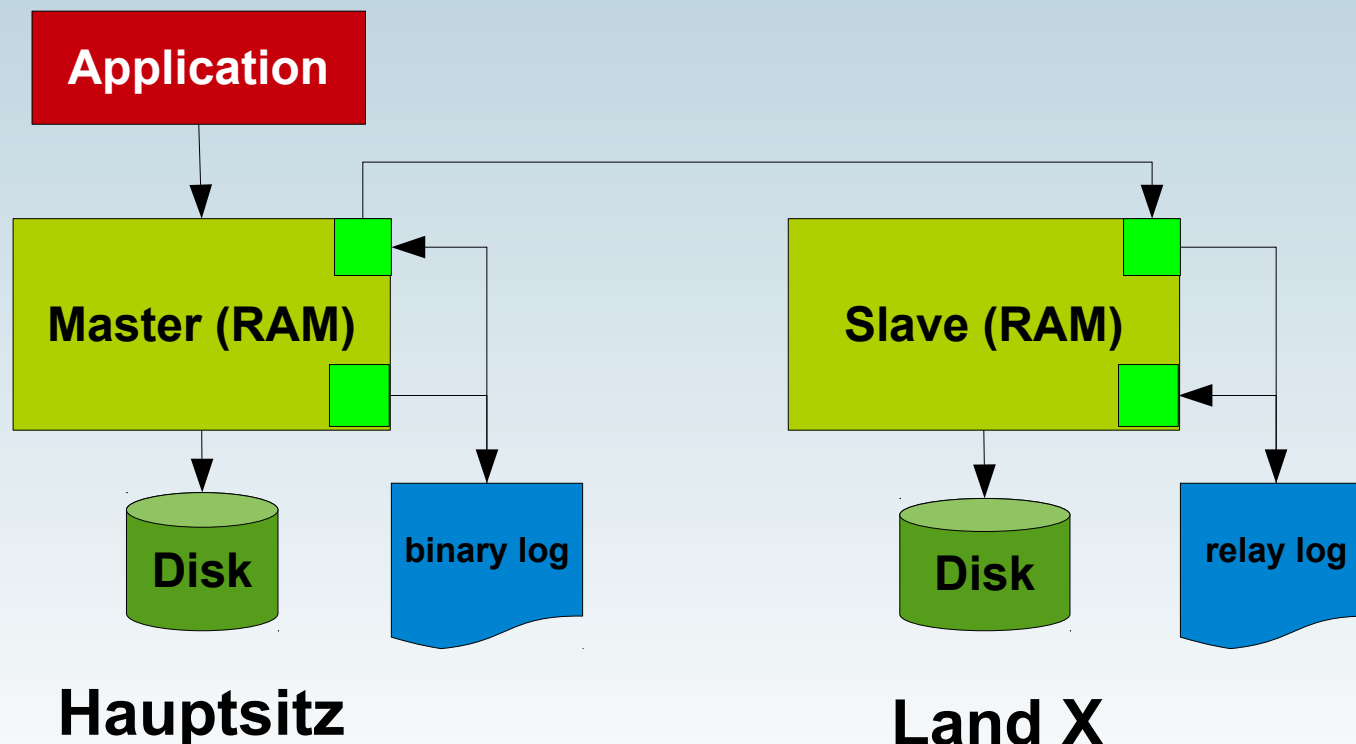 Application
Master (RAM)
Slave (RAM)
Disk
binary log
Disk
relay log
Hauptsitz
Land X